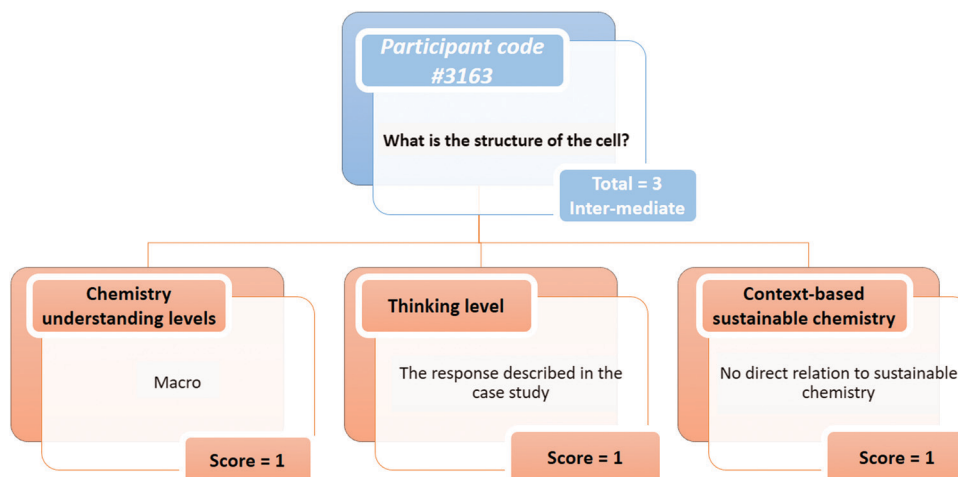 Participant code
#3163
What is the structure of the cell?
Total = 3
Inter-mediate
Chemistry
understanding levels
Macro
Score = 1
Thinking level
The response described in the
case study
Score = 1
Context-based
sustainable chemistry
No direct relation to sustainable
chemistry
Score = 1